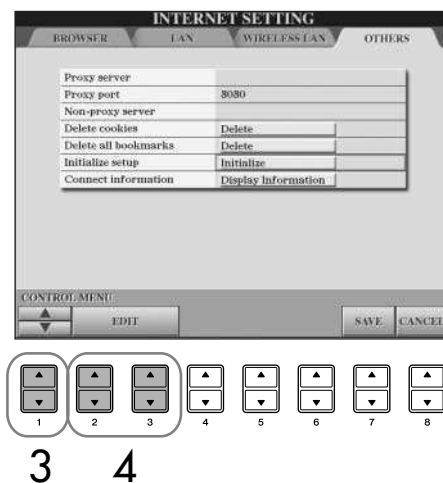 INTERNET SETTING
BROWSER LAN WIRELESS LAN OTHERS
Proxy server
Proxy port 8080
Non-proxy server
Delete cookies Delete
Delete all bookmarks Delete
Initialize setup Initialize
Connect information Display Information
CONTROL MENU
EDIT SAVE CANCEL
1 2 3 4 5 6 7 8
3 4